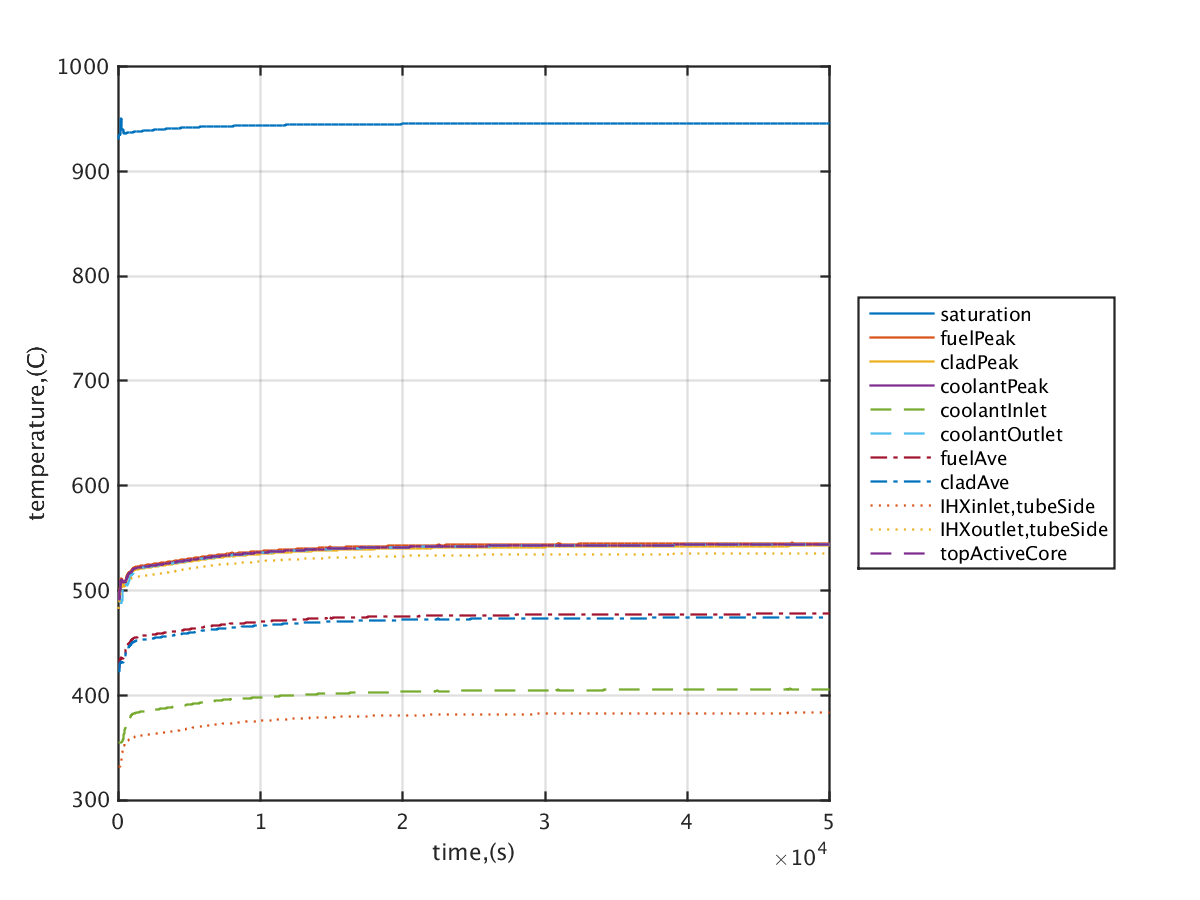 1000
900
800
700
600
500
400
300
temperature,(C)
0 1 2 3 4 5
time,(s)
×10^4
saturation
fuelPeak
cladPeak
coolantPeak
coolantInlet
coolantOutlet
fuelAve
cladAve
IHXinlet,tubeSide
IHXoutlet,tubeSide
topActiveCore